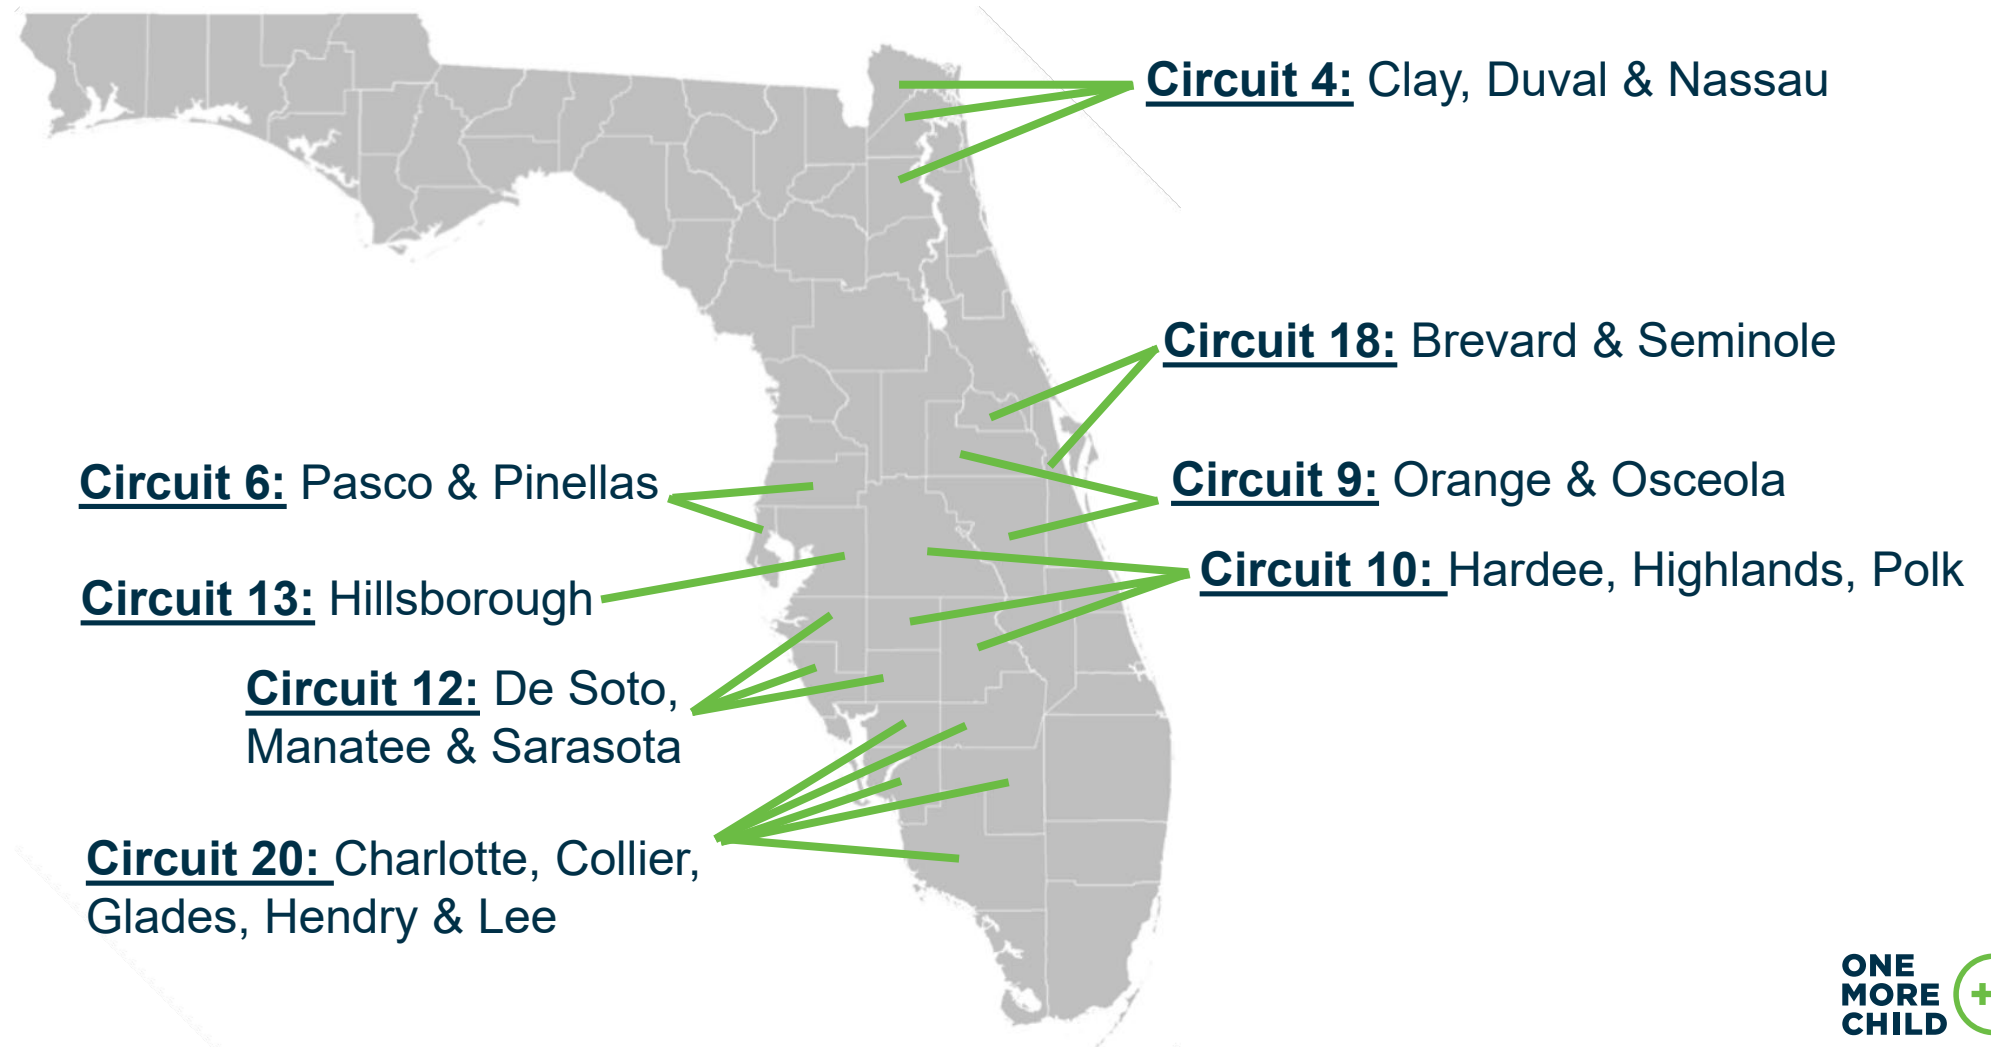 Circuit 4: Clay, Duval & Nassau
Circuit 18: Brevard & Seminole
Circuit 6: Pasco & Pinellas
Circuit 9: Orange & Osceola
Circuit 13: Hillsborough
Circuit 10: Hardee, Highlands, Polk
Circuit 12: De Soto,
Manatee & Sarasota
Circuit 20: Charlotte, Collier,
Glades, Hendry & Lee
ONE
MORE
CHILD